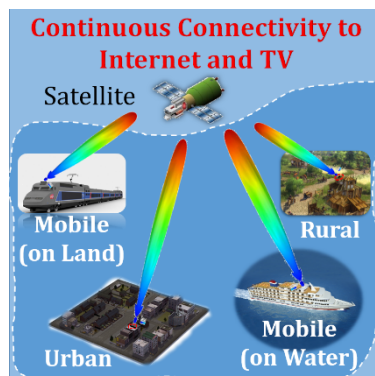 Continuous Connectivity to
Internet and TV
Satellite
Mobile
(on Land)
Rural
Urban
Mobile
(on Water)